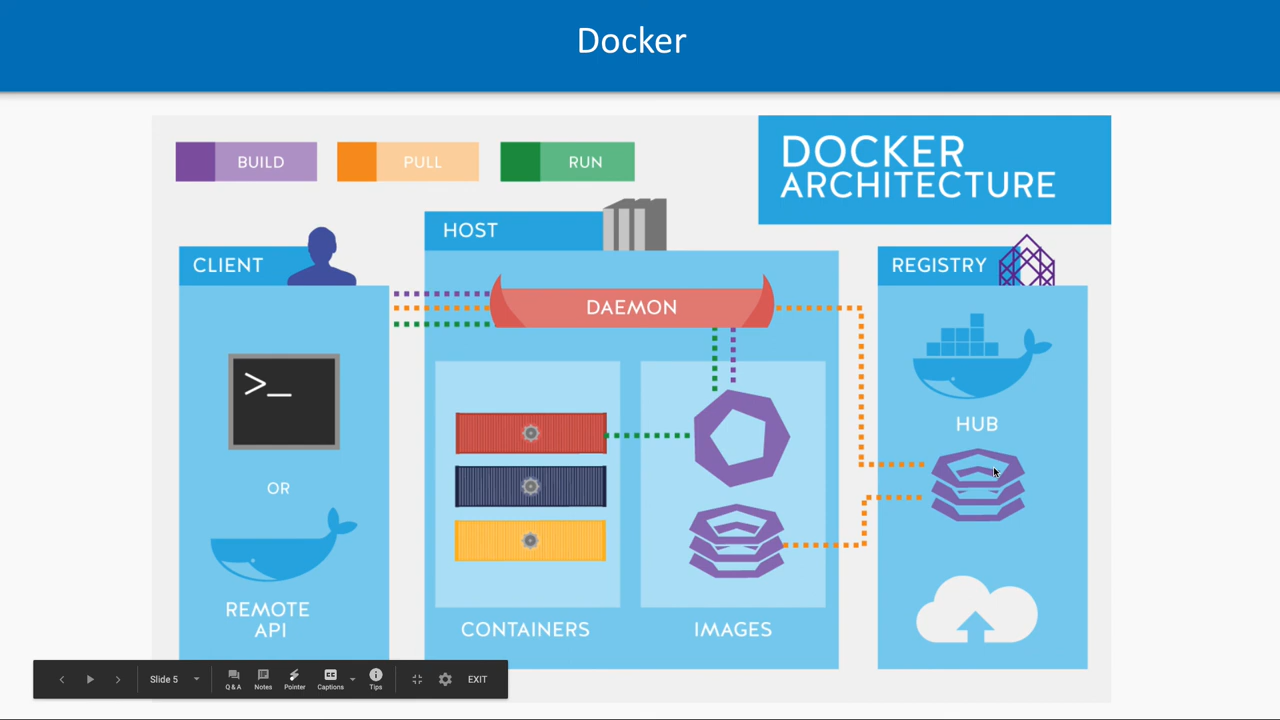 Docker
BUILD
PULL
RUN
DOCKER
ARCHITECTURE
HOST
CLIENT
REGISTRY
DAEMON
>_
HUB
OR
REMOTE
API
CONTAINERS
IMAGES
Slide 5
Q & A
Notes
Pointer
Captions
Tips
EXIT